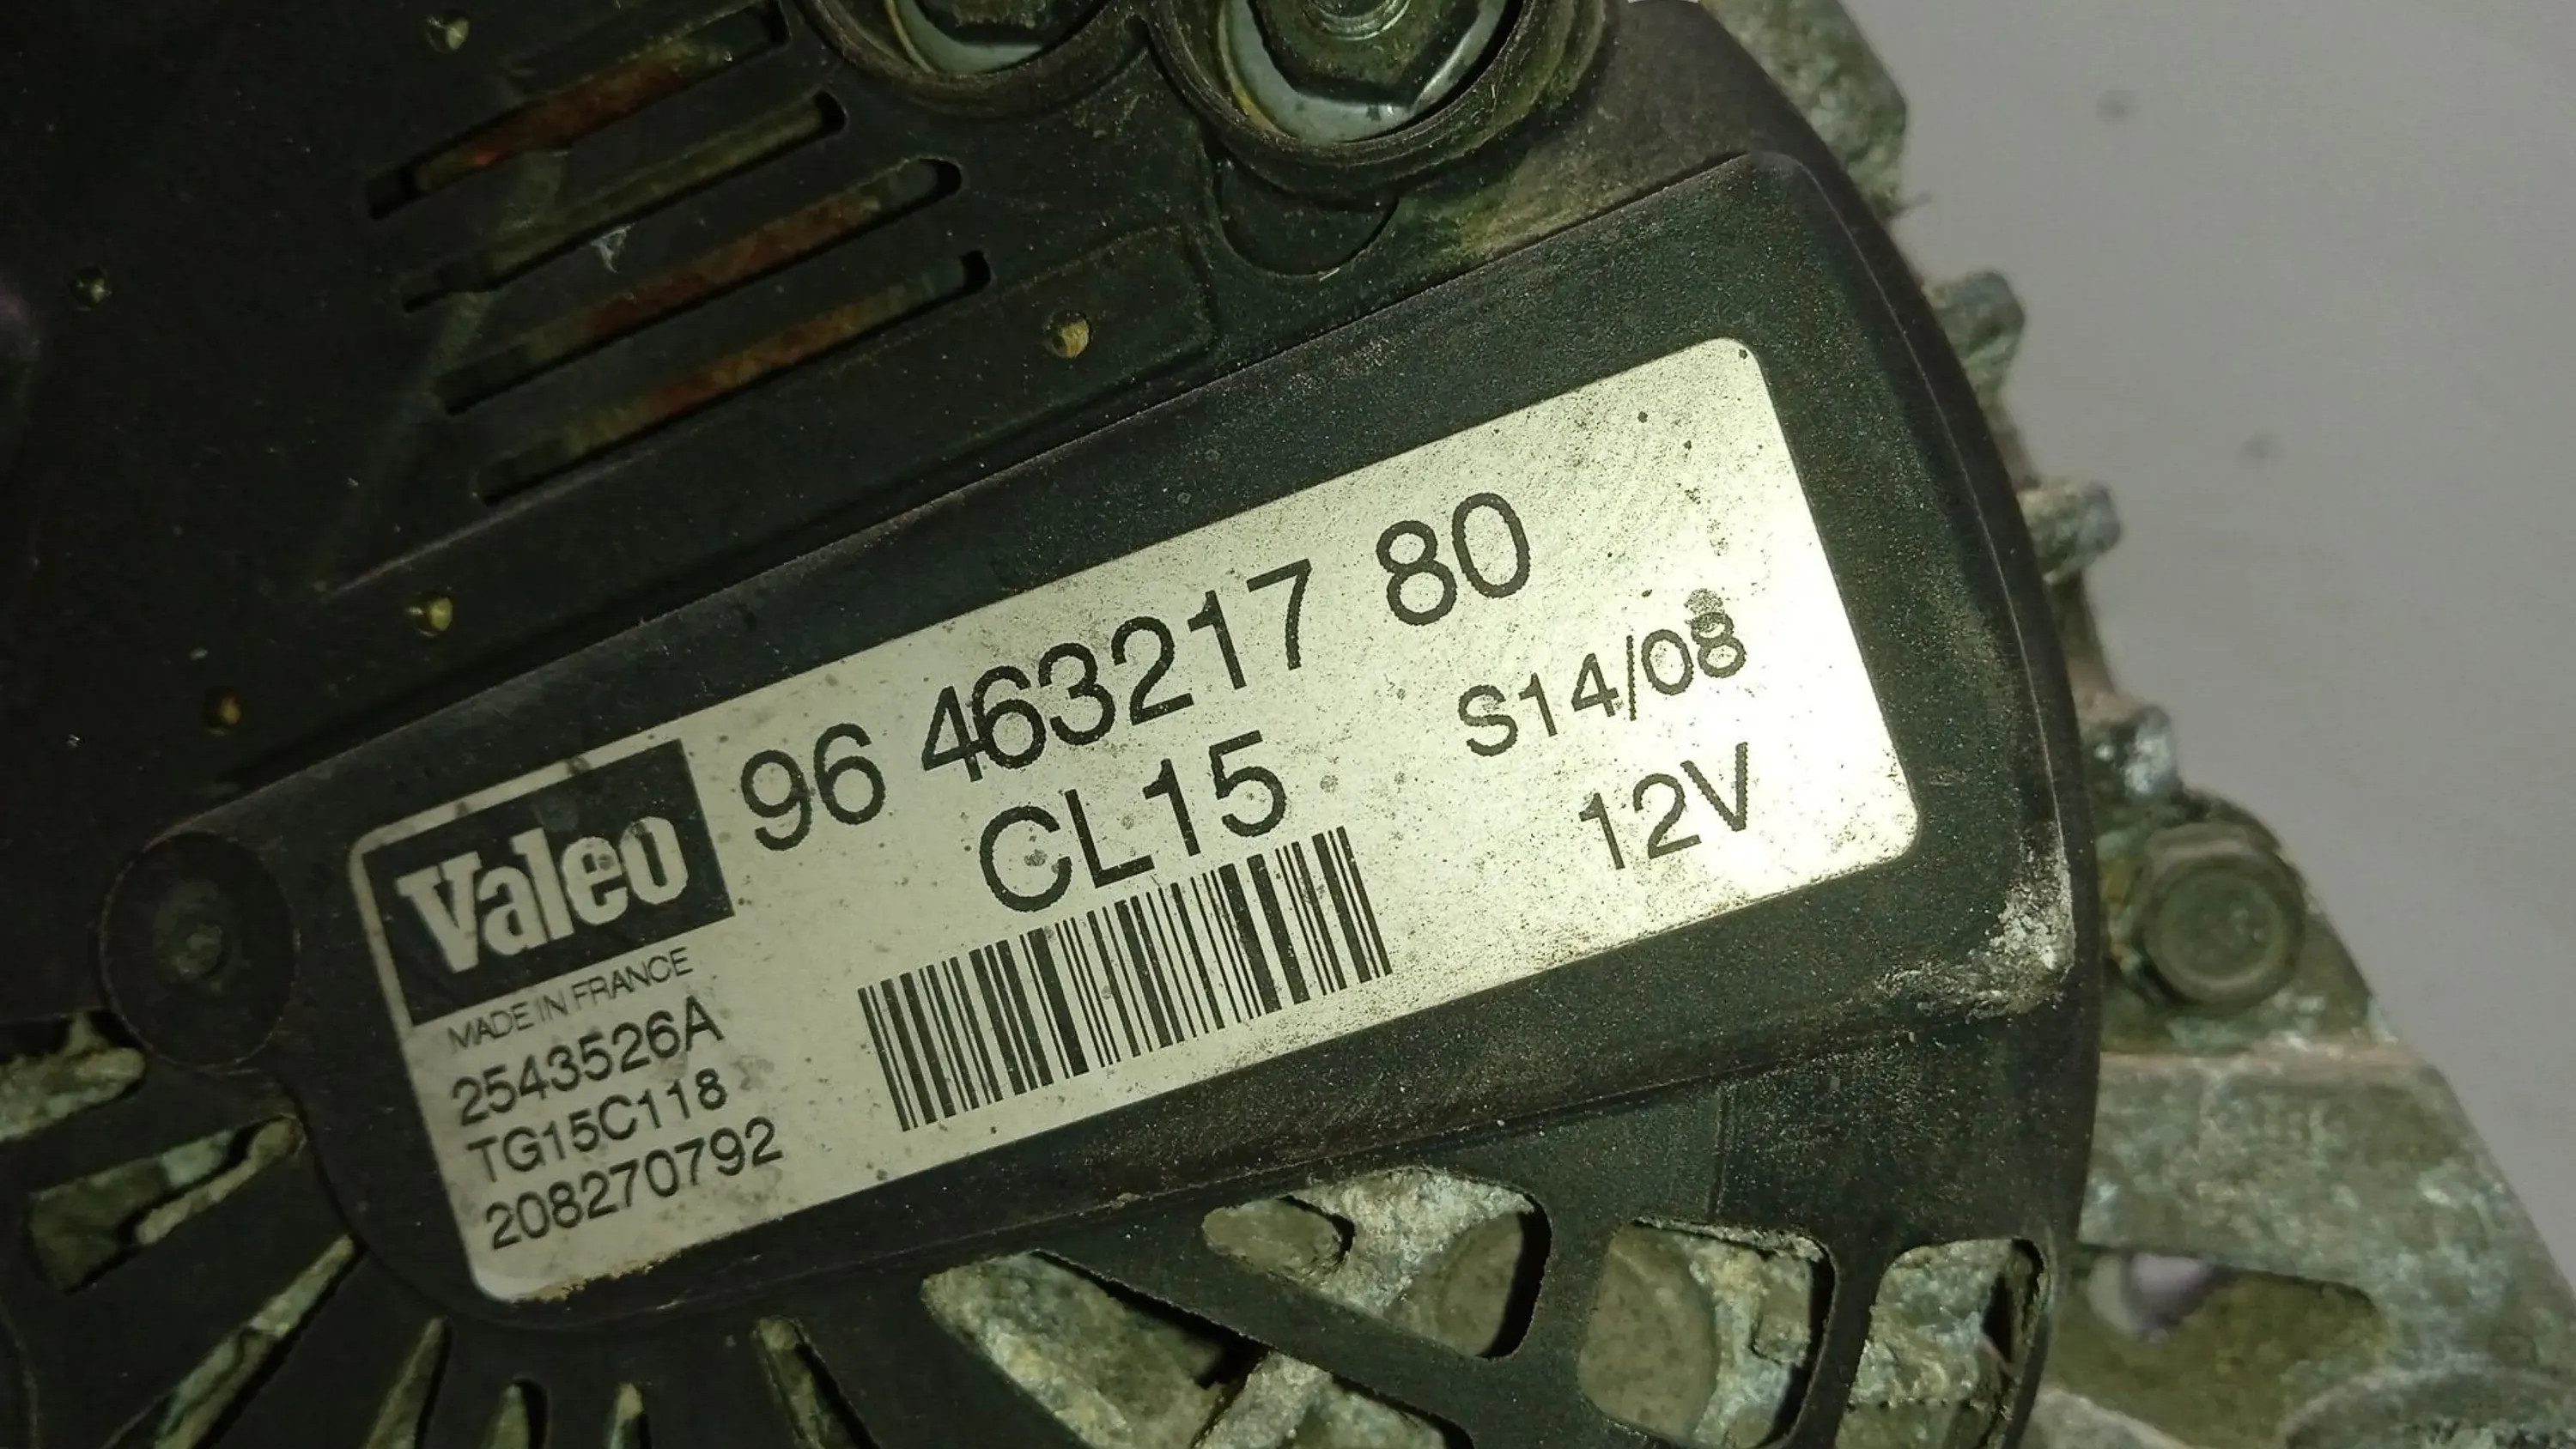 Valeo
MADE IN FRANCE
2543526A
TG15C118
208270792
96 463217 80
CL15
S14/08
12V